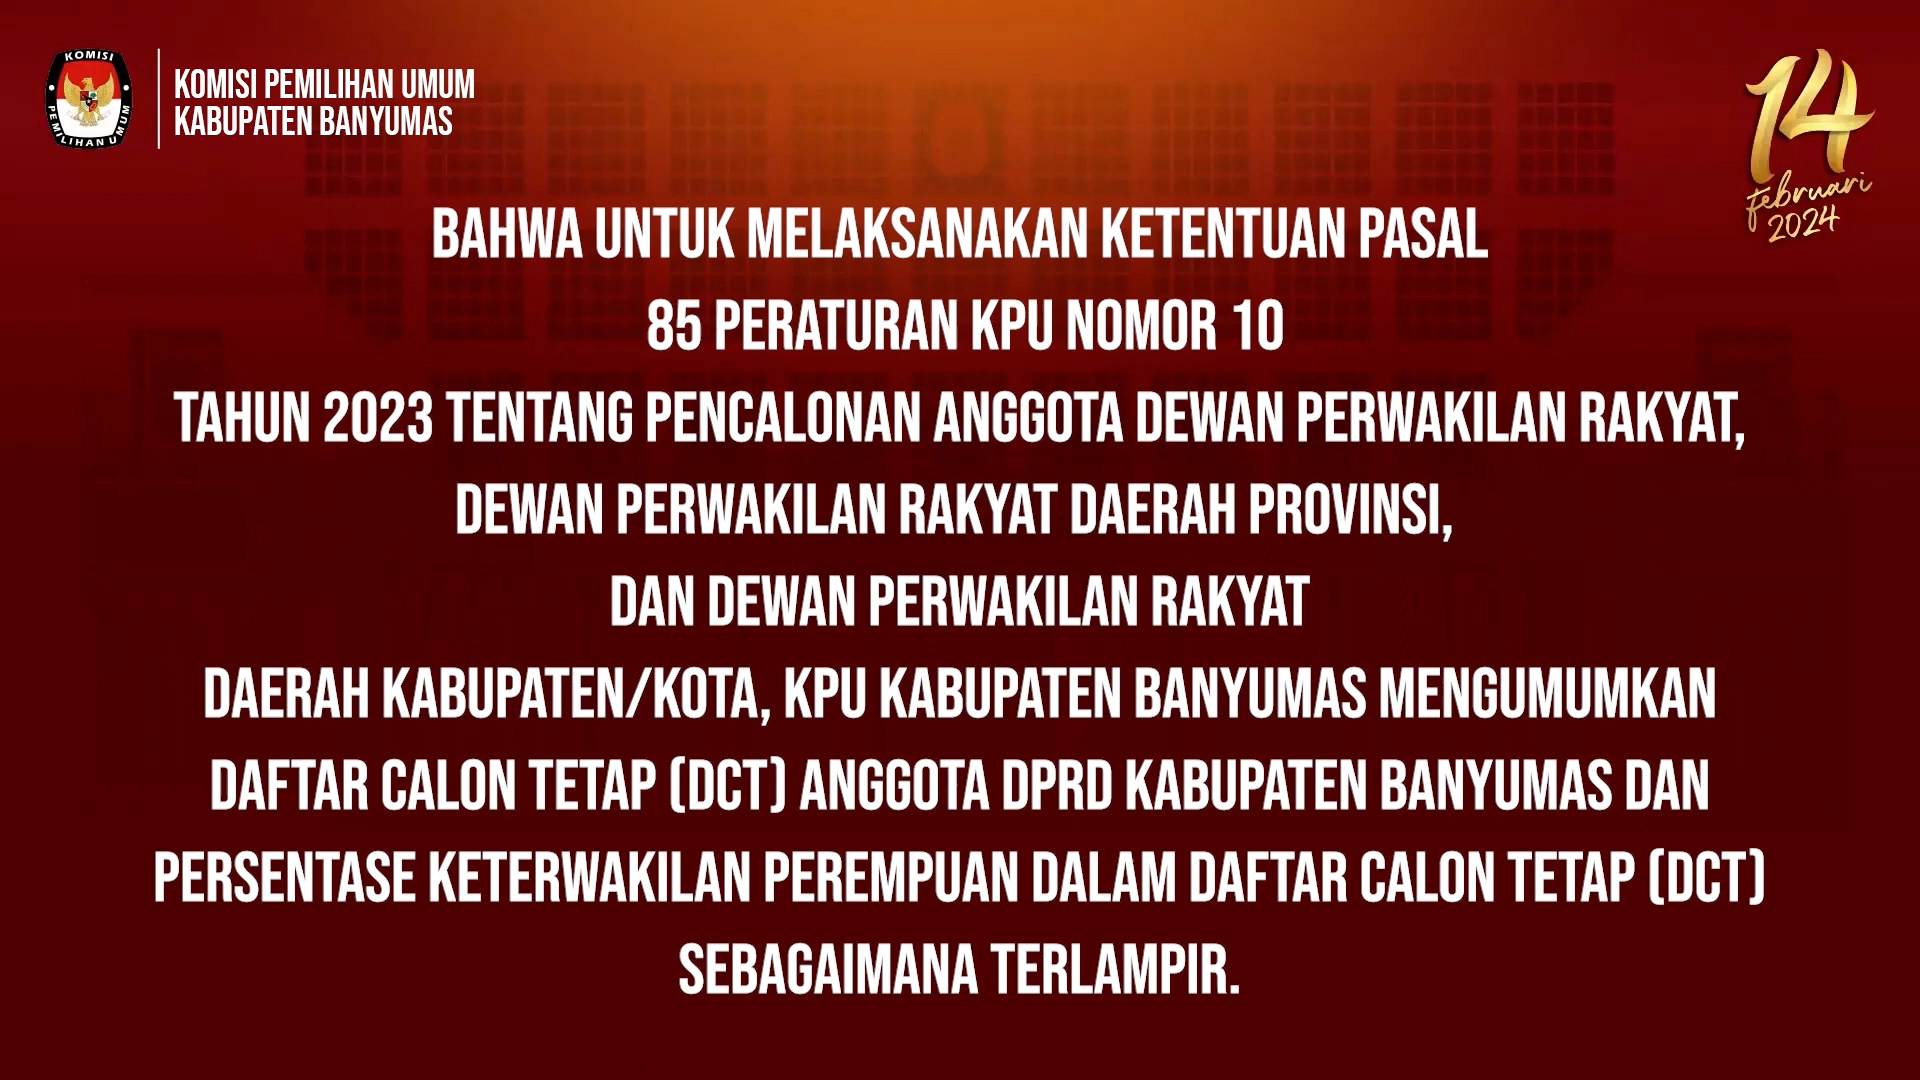 KOMISI
PEMILIHAN UMUM
KOMISI PEMILIHAN UMUM
KABUPATEN BANYUMAS
14
Februari
2024
BAHWA UNTUK MELAKSANAKAN KETENTUAN PASAL
85 PERATURAN KPU NOMOR 10
TAHUN 2023 TENTANG PENCALONAN ANGGOTA DEWAN PERWAKILAN RAKYAT,
DEWAN PERWAKILAN RAKYAT DAERAH PROVINSI,
DAN DEWAN PERWAKILAN RAKYAT
DAERAH KABUPATEN/KOTA, KPU KABUPATEN BANYUMAS MENGUMUMKAN
DAFTAR CALON TETAP (DCT) ANGGOTA DPRD KABUPATEN BANYUMAS DAN
PERSENTASE KETERWAKILAN PEREMPUAN DALAM DAFTAR CALON TETAP (DCT)
SEBAGAIMANA TERLAMPIR.